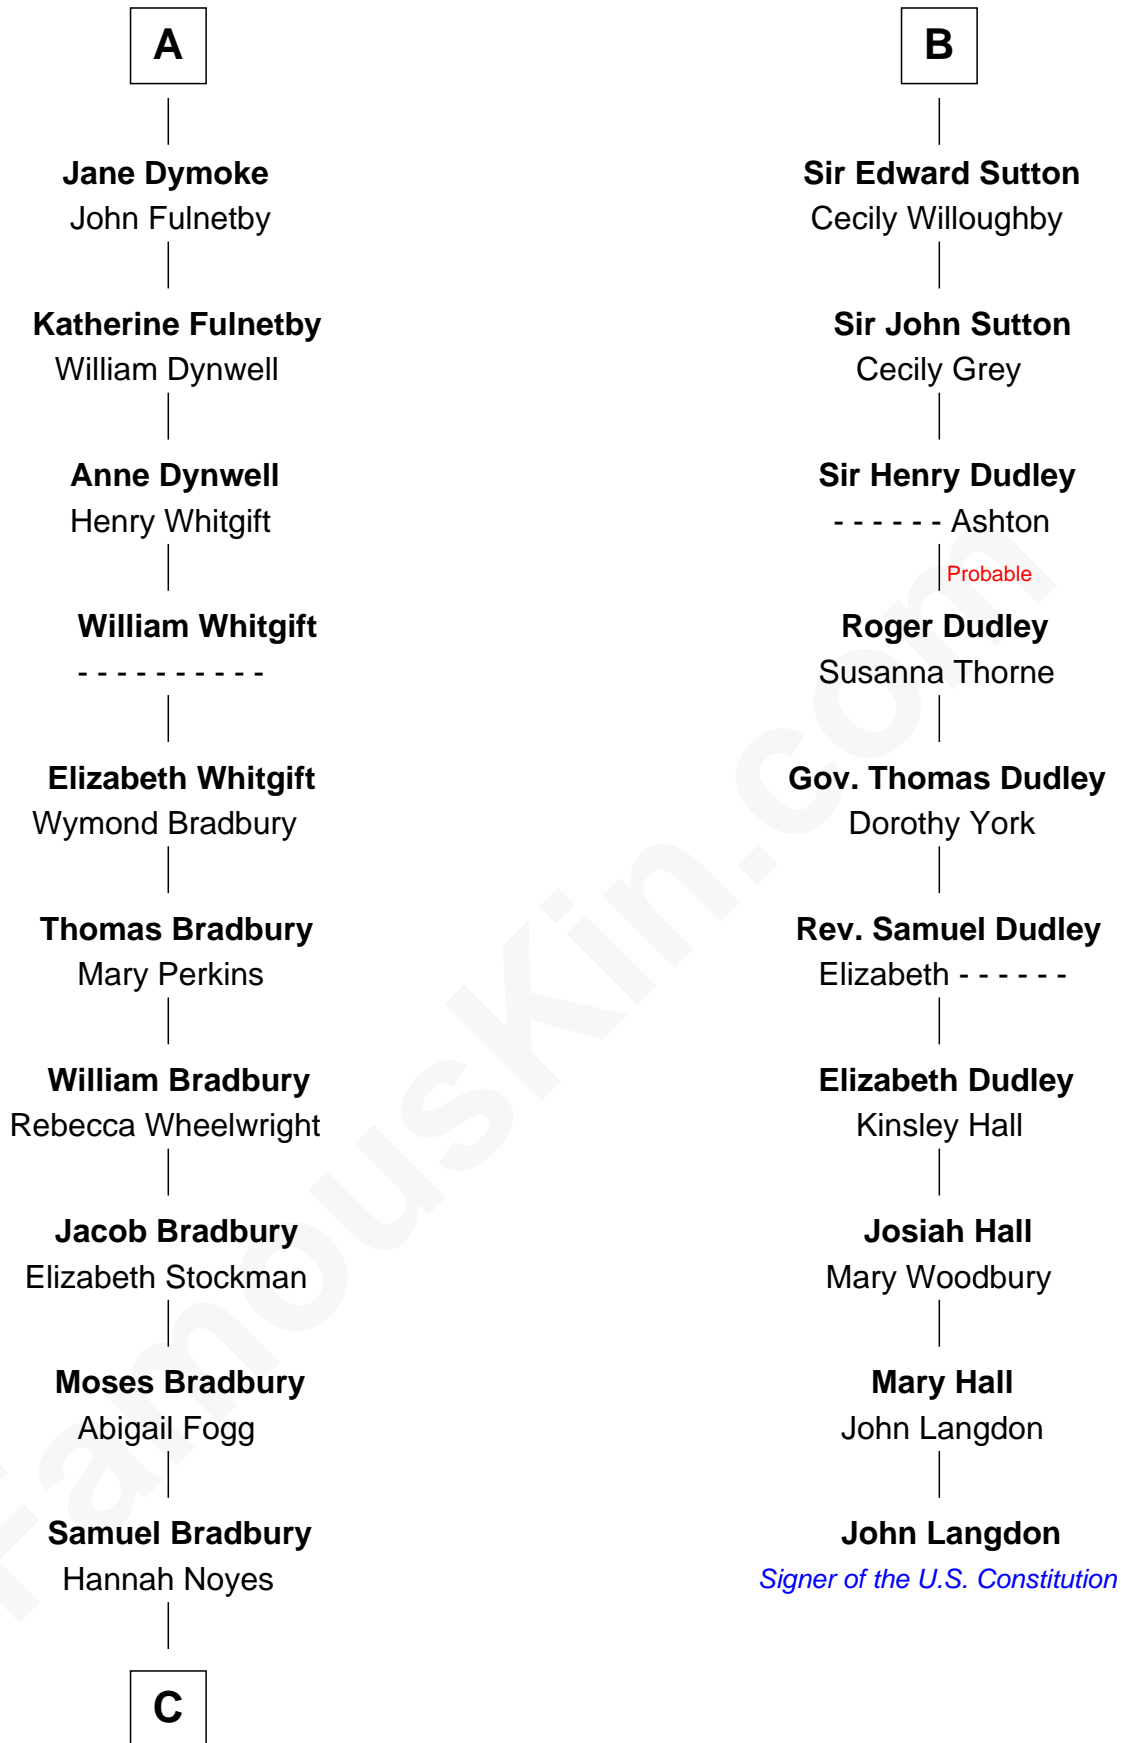 A
Jane Dymoke
John Fulnetby
Katherine Fulnetby
William Dynwell
Anne Dynwell
Henry Whitgift
William Whitgift
- - - - - - - - - -
Elizabeth Whitgift
Wymond Bradbury
Thomas Bradbury
Mary Perkins
William Bradbury
Rebecca Wheelwright
Jacob Bradbury
Elizabeth Stockman
Moses Bradbury
Abigail Fogg
Samuel Bradbury
Hannah Noyes
C
B
Sir Edward Sutton
Cecily Willoughby
Sir John Sutton
Cecily Grey
Sir Henry Dudley
- - - - - - Ashton
Probable
Roger Dudley
Susanna Thorne
Gov. Thomas Dudley
Dorothy York
Rev. Samuel Dudley
Elizabeth - - - - - -
Elizabeth Dudley
Kinsley Hall
Josiah Hall
Mary Woodbury
Mary Hall
John Langdon
John Langdon
Signer of the U.S. Constitution
FamousKin.com